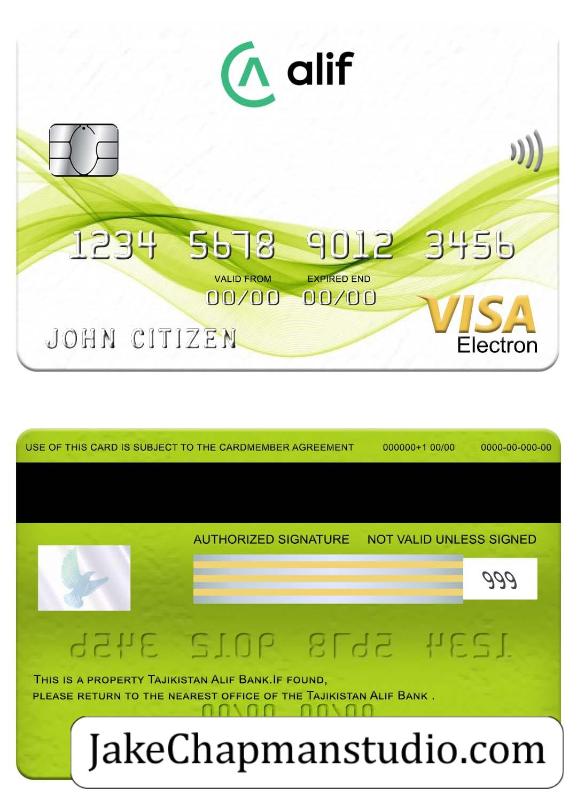 alif
1234 5678 9012 3456
VALID FROM EXPIRED END
00/00 00/00
JOHN CITIZEN
VISA
Electron
USE OF THIS CARD IS SUBJECT TO THE CARDMEMBER AGREEMENT 000000+1 00/00 0000-00-000-00
AUTHORIZED SIGNATURE NOT VALID UNLESS SIGNED
999
THIS IS A PROPERTY TAJIKISTAN ALIF BANK.IF FOUND,
PLEASE RETURN TO THE NEAREST OFFICE OF THE TAJIKISTAN ALIF BANK .
JakeChapmanstudio.com